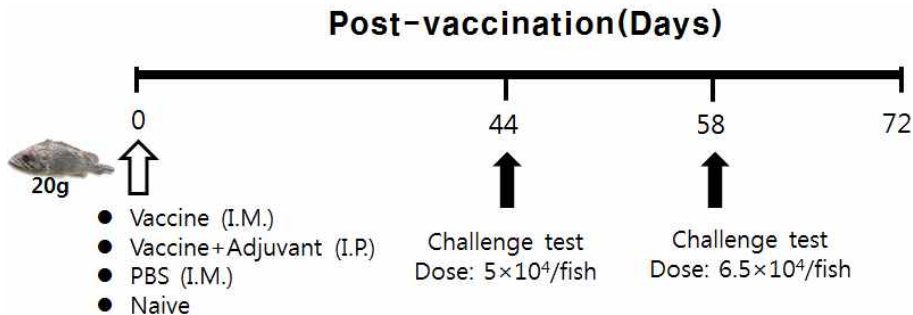 Post-vaccination(Days)
0
44
58
72
20g
● Vaccine (I.M.)
● Vaccine+Adjuvant (I.P.)
● PBS (I.M.)
● Naive
Challenge test
Dose: 5×10⁴/fish
Challenge test
Dose: 6.5×10⁴/fish